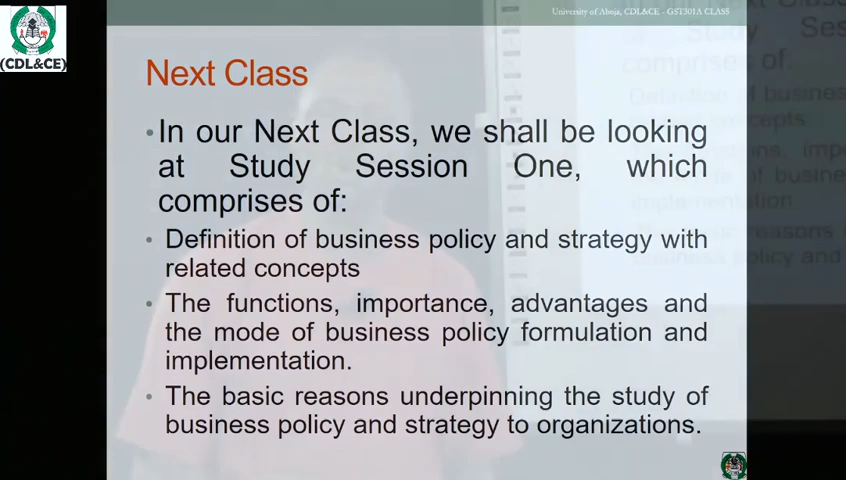 University of Abuja, CDL&CE - GST301A CLASS
(CDL&CE)
Next Class
•In our Next Class, we shall be looking
at Study Session One, which
comprises of:
• Definition of business policy and strategy with
related concepts
• The functions, importance, advantages and
the mode of business policy formulation and
implementation.
• The basic reasons underpinning the study of
business policy and strategy to organizations.